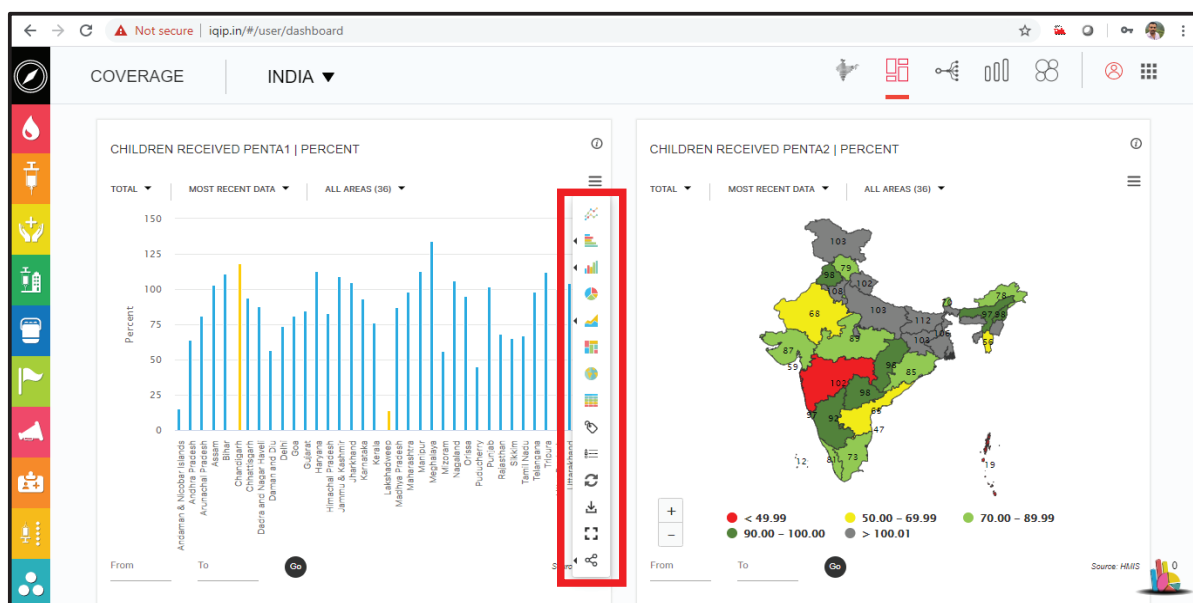 Not secure | iqip.in/#/user/dashboard
COVERAGE INDIA ▼
CHILDREN RECEIVED PENTA1 | PERCENT
TOTAL MOST RECENT DATA ALL AREAS (36)
150
125
100
75
50
25
0
Percent
Andaman & Nicobar Islands
Andhra Pradesh
Arunachal Pradesh
Assam
Bihar
Chandigarh
Chhattisgarh
Dadra and Nagar Haveli
Daman and Diu
Delhi
Goa
Gujarat
Haryana
Himachal Pradesh
Jammu & Kashmir
Jharkhand
Karnataka
Kerala
Lakshadweep
Madhya Pradesh
Maharashtra
Manipur
Meghalaya
Mizoram
Nagaland
Orissa
Puducherry
Punjab
Rajasthan
Sikkim
Tamil Nadu
Telangana
Tripura
Uttarakhand
From To Go
CHILDREN RECEIVED PENTA2 | PERCENT
TOTAL MOST RECENT DATA ALL AREAS (36)
103
79
98
102
108
68
103
112
78
97 98
106
103
56
87
59
98
85
102
98
97
92
47
73
12
81
19
+
−
< 49.99 50.00 – 69.99 70.00 – 89.99
90.00 – 100.00 > 100.01
From To Go
Source: HMIS
0